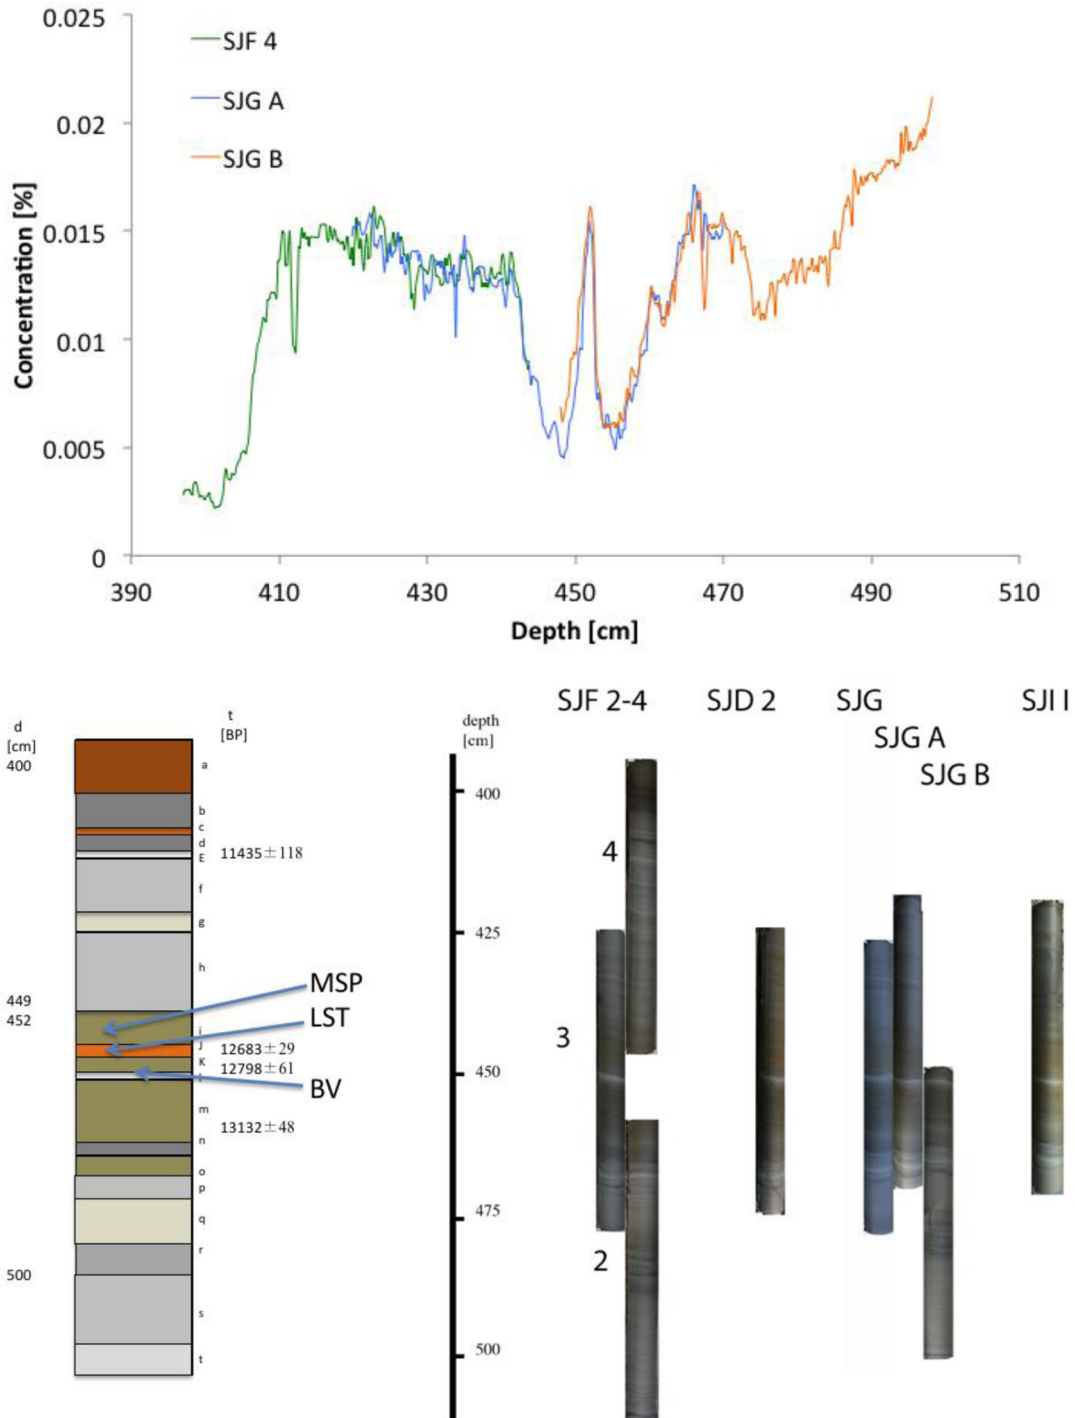 0.025
0.02
0.015
0.01
0.005
0
SJF 4
SJG A
SJG B
Concentration [%]
390 410 430 450 470 490 510
Depth [cm]
d
[cm]
400
449
452
500
t
[BP]
a
b
c
d
E
f
g
h
i
J
K
m
n
o
p
q
r
s
t
11435±118
12683±29
12798±61
13132±48
MSP
LST
BV
depth
[cm]
400
425
450
475
500
SJF 2-4
SJD 2
SJG
SJI I
SJG A
SJG B
4
3
2